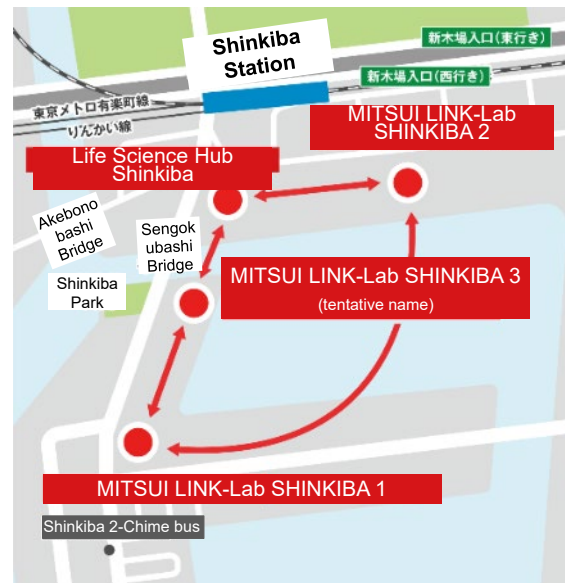 Shinkiba
Station
新木場入口(東行き)
新木場入口(西行き)
東京メトロ有楽町線
りんかい線
MITSUI LINK-Lab
SHINKIBA 2
Life Science Hub
Shinkiba
Akebono
bashi
Bridge
Sengok
ubashi
Bridge
Shinkiba
Park
MITSUI LINK-Lab SHINKIBA 3
(tentative name)
MITSUI LINK-Lab SHINKIBA 1
Shinkiba 2-Chime bus